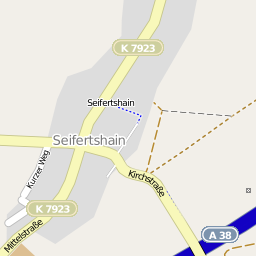 K 7923
Seifertshain
Seifertshain
Kurzer Weg
Kirchstraße
K 7923
Mittelstraße
A 38